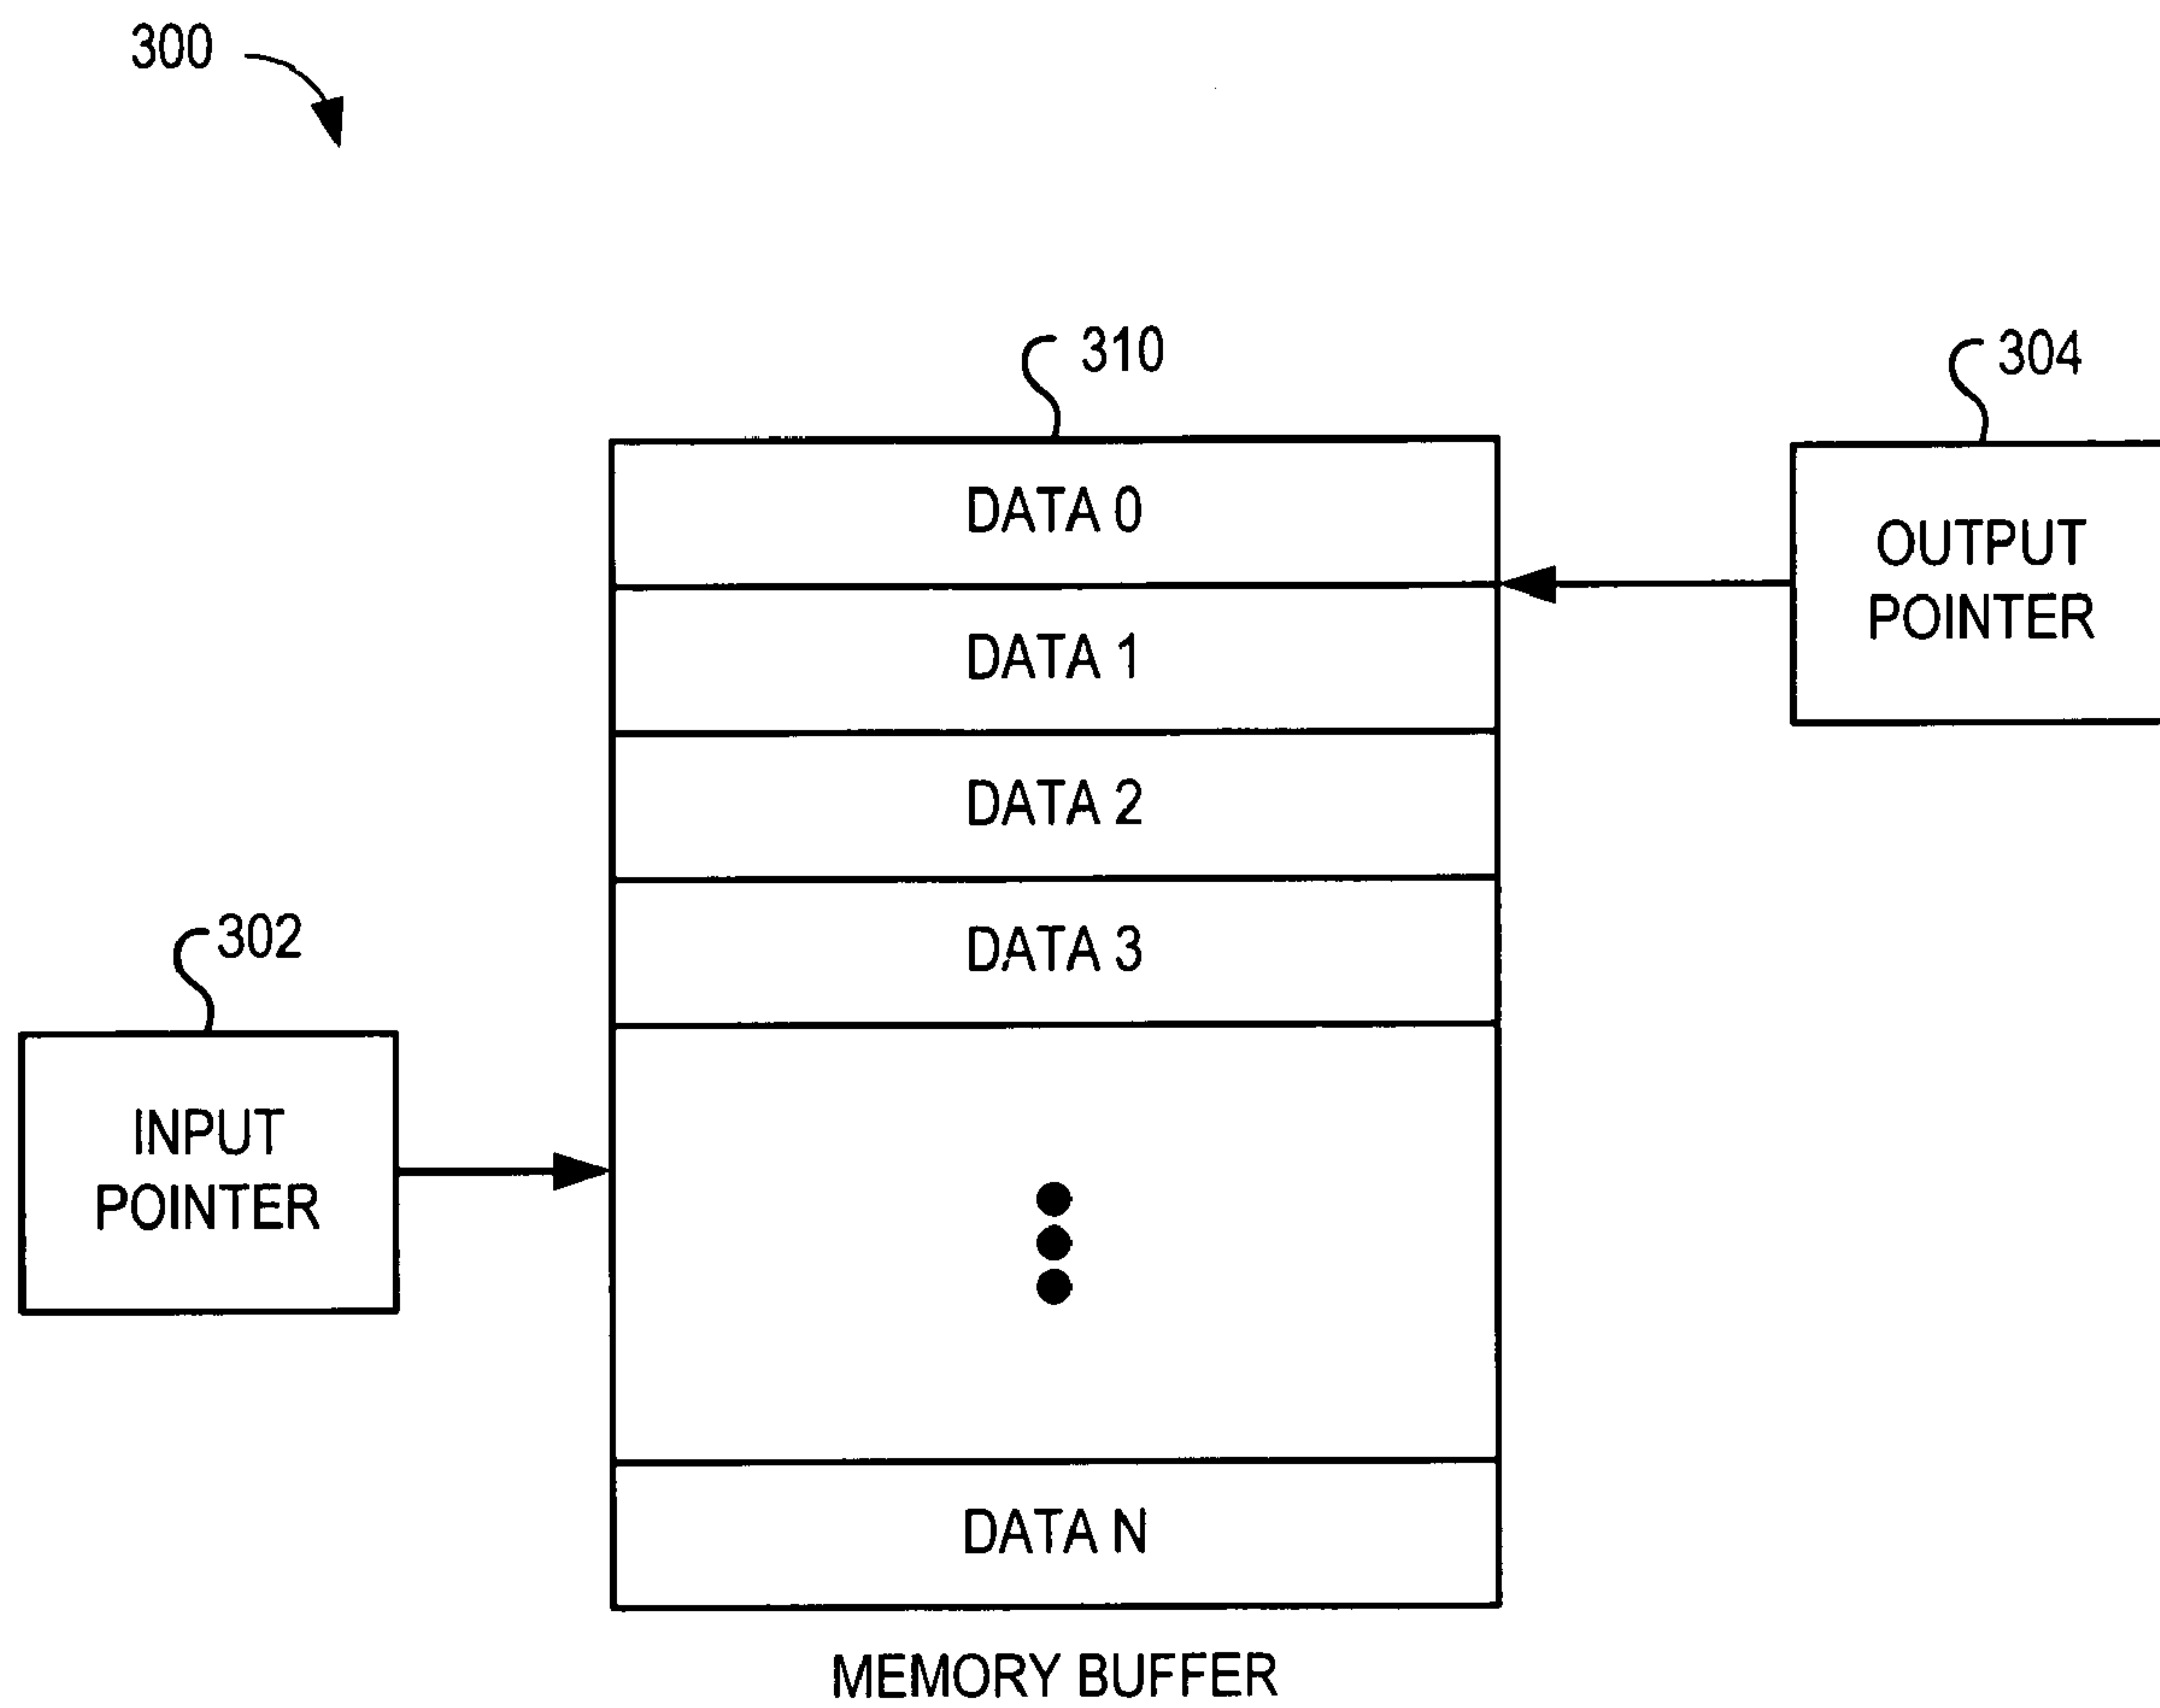 300
310
304
DATA 0
OUTPUT
POINTER
DATA 1
DATA 2
DATA 3
302
INPUT
POINTER
DATA N
MEMORY BUFFER